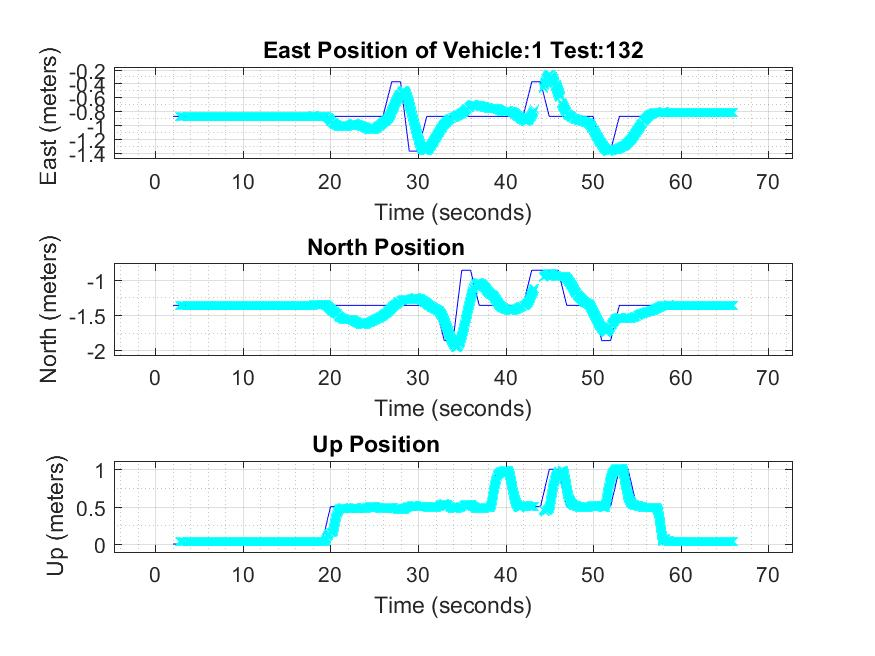 East Position of Vehicle:1 Test:132
East (meters)
-0.2
-0.4
-0.6
-0.8
-1
-1.2
-1.4
0 10 20 30 40 50 60 70
Time (seconds)
North Position
North (meters)
-1
-1.5
-2
0 10 20 30 40 50 60 70
Time (seconds)
Up Position
Up (meters)
1
0.5
0
0 10 20 30 40 50 60 70
Time (seconds)